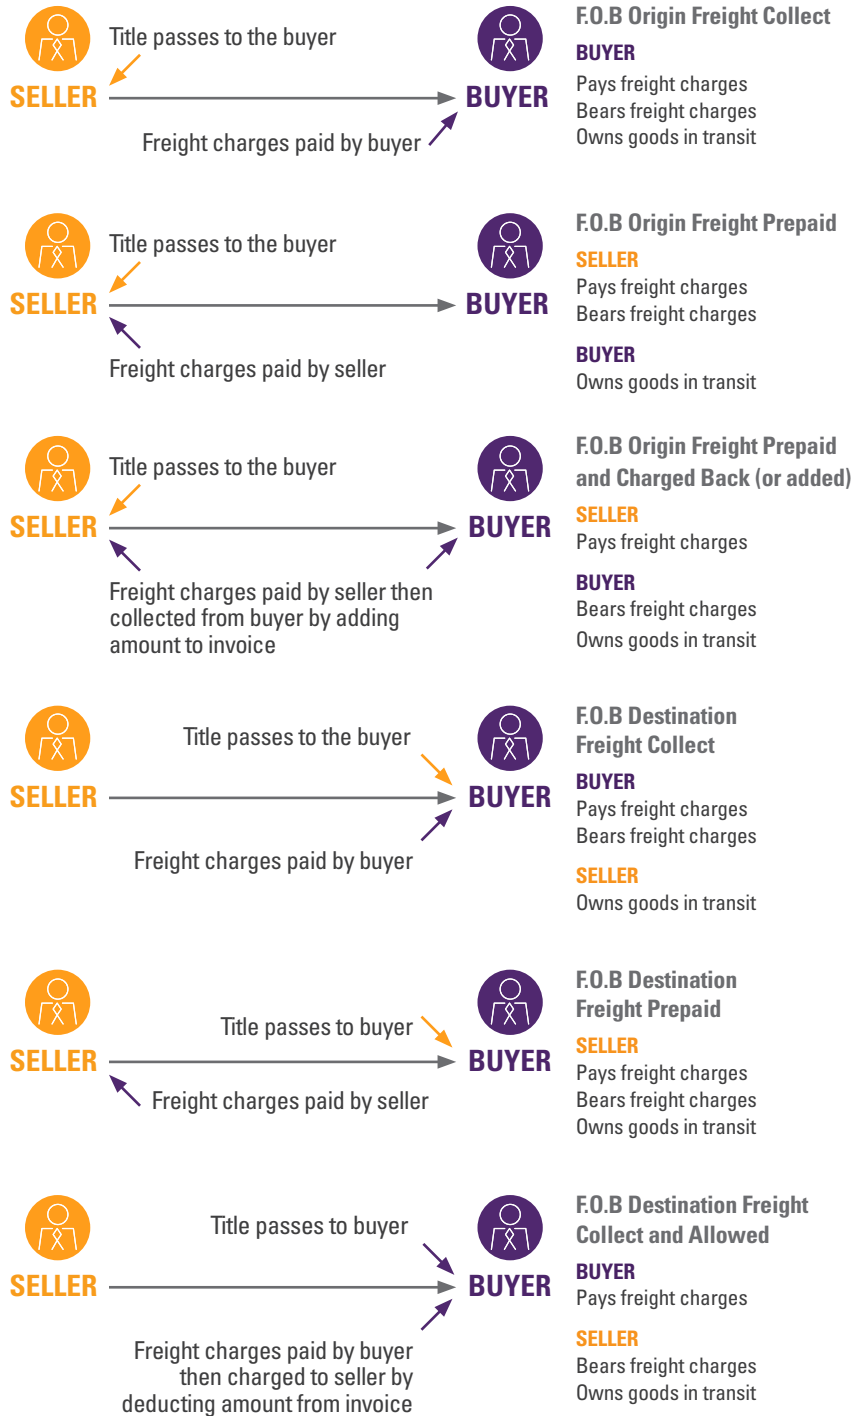 Title passes to the buyer
SELLER
BUYER
Freight charges paid by buyer
F.O.B Origin Freight Collect
BUYER
Pays freight charges
Bears freight charges
Owns goods in transit
Title passes to the buyer
SELLER
BUYER
Freight charges paid by seller
F.O.B Origin Freight Prepaid
SELLER
Pays freight charges
Bears freight charges
BUYER
Owns goods in transit
Title passes to the buyer
SELLER
BUYER
Freight charges paid by seller then
collected from buyer by adding
amount to invoice
F.O.B Origin Freight Prepaid
and Charged Back (or added)
SELLER
Pays freight charges
BUYER
Bears freight charges
Owns goods in transit
Title passes to the buyer
SELLER
BUYER
Freight charges paid by buyer
F.O.B Destination
Freight Collect
BUYER
Pays freight charges
Bears freight charges
SELLER
Owns goods in transit
Title passes to buyer
SELLER
BUYER
Freight charges paid by seller
F.O.B Destination
Freight Prepaid
SELLER
Pays freight charges
Bears freight charges
Owns goods in transit
Title passes to buyer
SELLER
BUYER
Freight charges paid by buyer
then charged to seller by
deducting amount from invoice
F.O.B Destination Freight
Collect and Allowed
BUYER
Pays freight charges
SELLER
Bears freight charges
Owns goods in transit